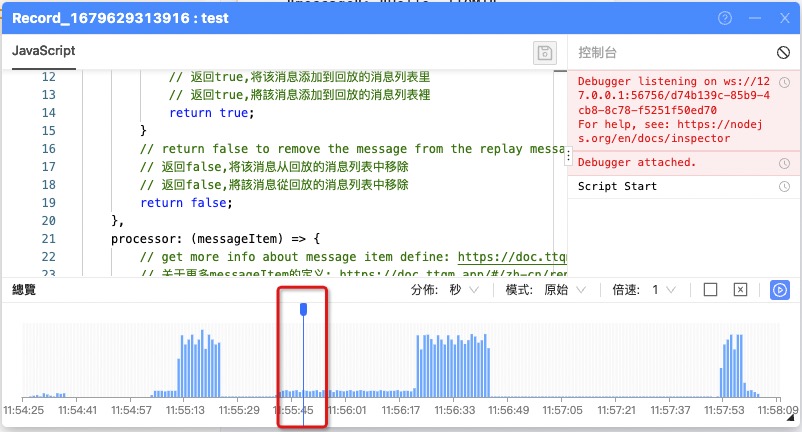 Record_1679629313916 : test
JavaScript
控制台
12 // 返回true,将该消息添加到回放的消息列表里
13 // 返回true,將該消息添加到回放的消息列表裡
14 return true;
15 }
16 // return false to remove the message from the replay messa
17 // 返回false,将该消息从回放的消息列表中移除
18 // 返回false,將該消息從回放的消息列表中移除
19 return false;
20 },
21 processor: (messageItem) => {
22 // get more info about message item define: https://doc.ttqm
23 // 关于更多messageItem的定义: https://doc.ttqm.app/#/zh-cn/rep
Debugger listening on ws://12
7.0.0.1:56756/d74b139c-85b9-4
cb8-8c78-f5251f50ed70
For help, see: https://nodej
s.org/en/docs/inspector
Debugger attached.
Script Start
總覽 分佈: 秒 模式: 原始 倍速: 1
11:54:25 11:54:41 11:54:57 11:55:13 11:55:29 11:55:45 11:56:01 11:56:17 11:56:33 11:56:49 11:57:05 11:57:21 11:57:37 11:57:53 11:58:09